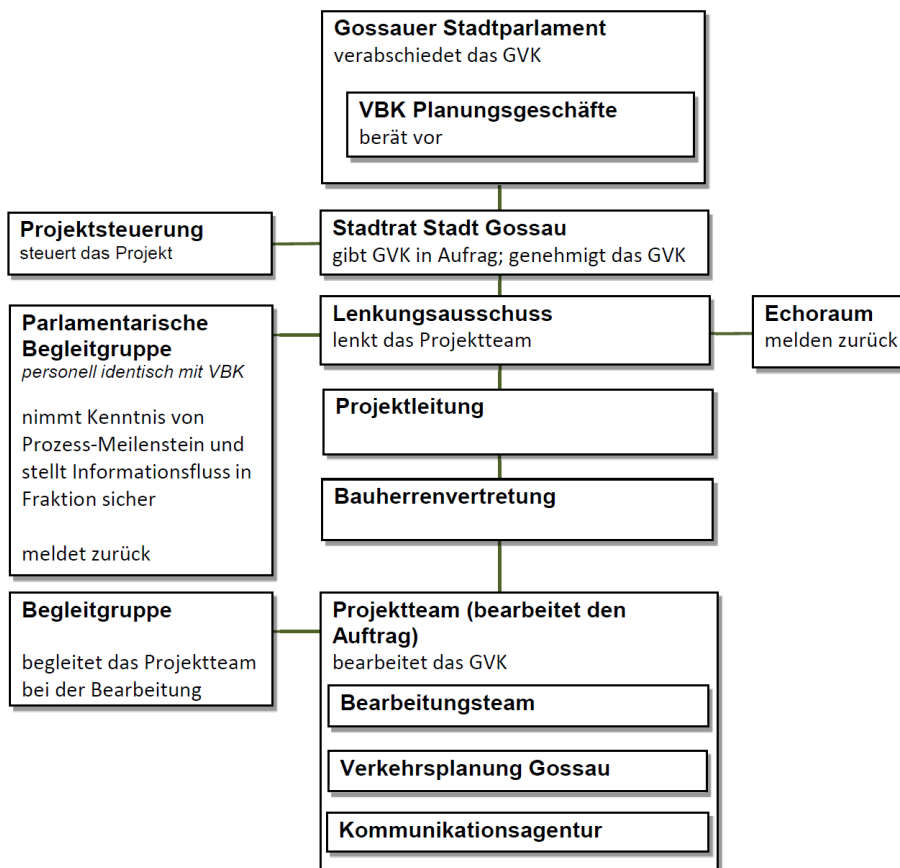 Gossauer Stadtparlament
verabschiedet das GVK
VBK Planungsgeschäfte
berät vor
Projektsteuerung
steuert das Projekt
Stadtrat Stadt Gossau
gibt GVK in Aufrag; genehmigt das GVK
Parlamentarische
Begleitgruppe
personell identisch mit VBK
nimmt Kenntnis von
Prozess-Meilenstein und
stellt Informationsfluss in
Fraktion sicher
meldet zurück
Lenkungsausschuss
lenkt das Projektteam
Echoraum
melden zurück
Projektleitung
Bauherrenvertretung
Begleitgruppe
begleitet das Projektteam
bei der Bearbeitung
Projektteam (bearbeitet den
Auftrag)
bearbeitet das GVK
Bearbeitungsteam
Verkehrsplanung Gossau
Kommunikationsagentur